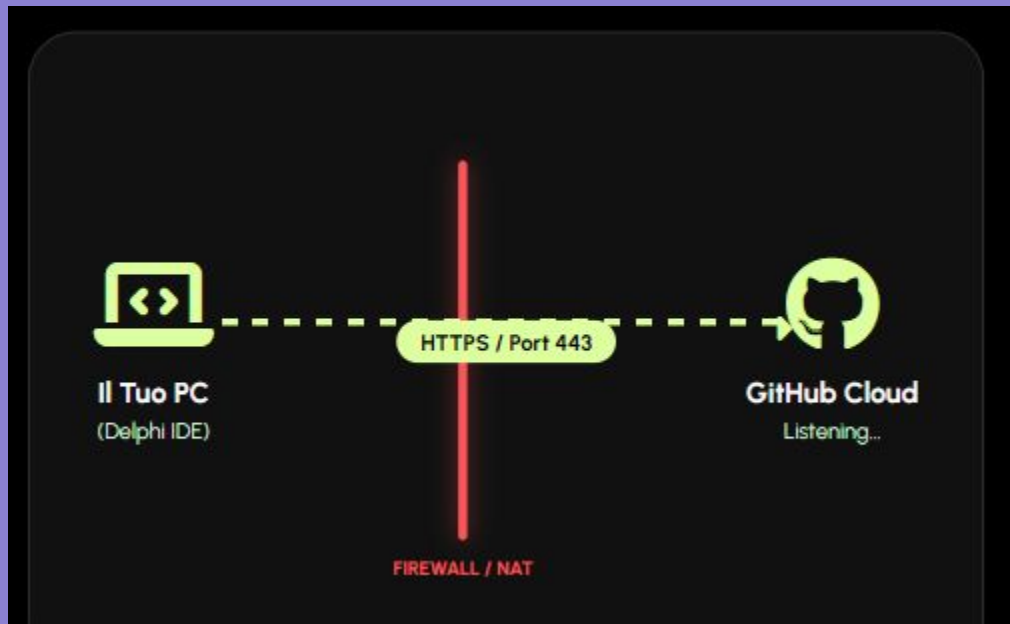 HTTPS / Port 443
Il Tuo PC
(Delphi IDE)
GitHub Cloud
Listening...
FIREWALL / NAT